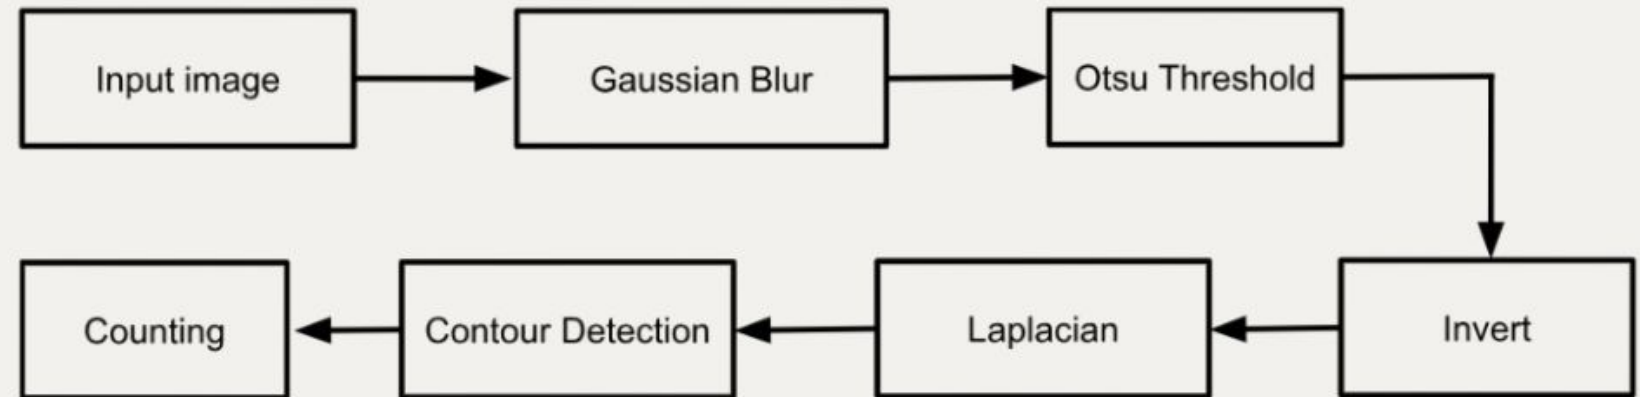 Input image
Gaussian Blur
Otsu Threshold
Invert
Laplacian
Contour Detection
Counting